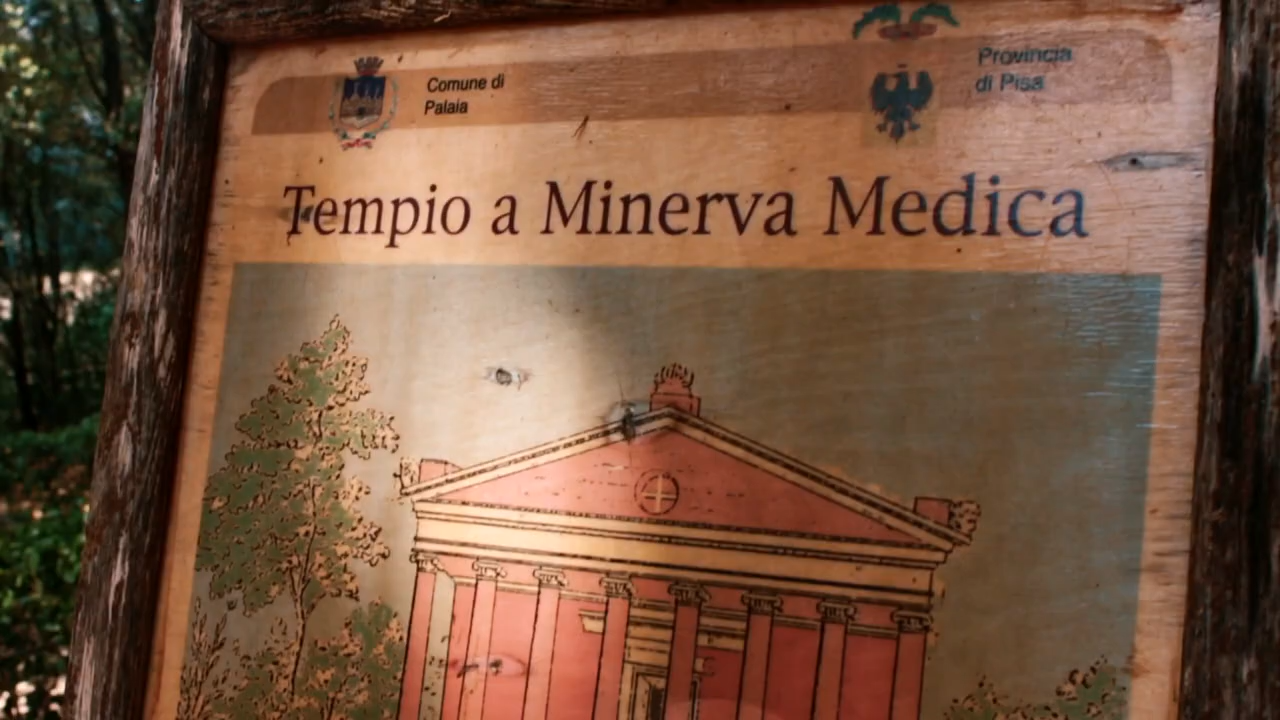 Comune di
Palaia
Provincia
di Pisa
Tempio a Minerva Medica